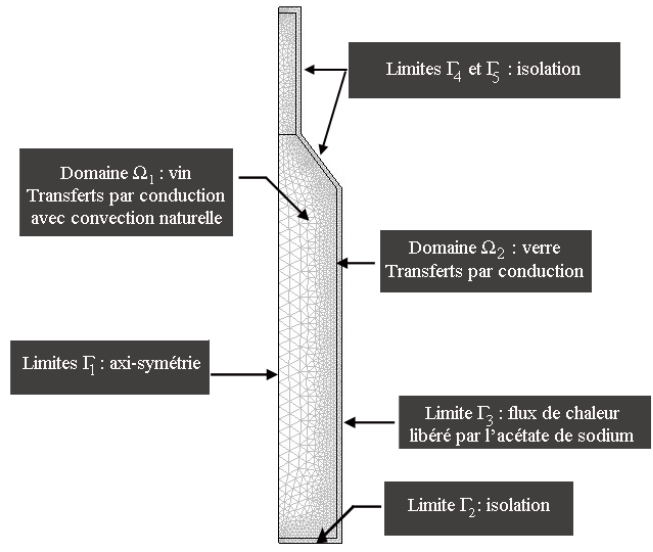 Limites Γ4 et Γ5 : isolation
Domaine Ω1 : vin
Transferts par conduction
avec convection naturelle
Domaine Ω2 : verre
Transferts par conduction
Limites Γ1 : axi-symétrie
Limite Γ3 : flux de chaleur
libéré par l'acétate de sodium
Limite Γ2 : isolation